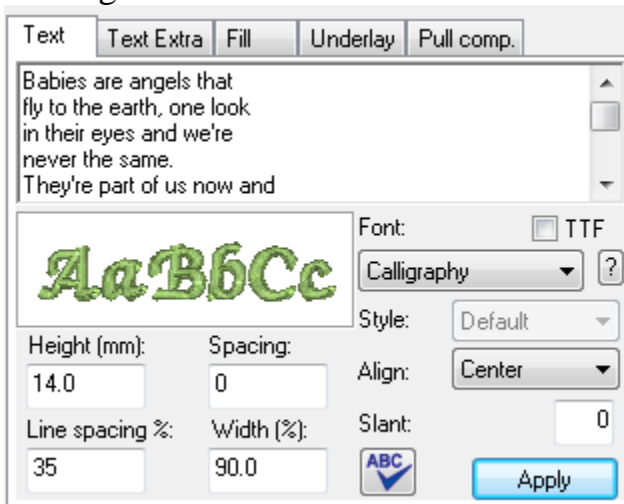 Text Text Extra Fill Underlay Pull comp.
Babies are angels that
fly to the earth, one look
in their eyes and we're
never the same.
They're part of us now and
AaBbCc
Font: TTF
Calligraphy ?
Style: Default
Height (mm): Spacing:
14.0 0
Align: Center
Line spacing %: Width (%): Slant: 0
35 90.0
ABC
Apply